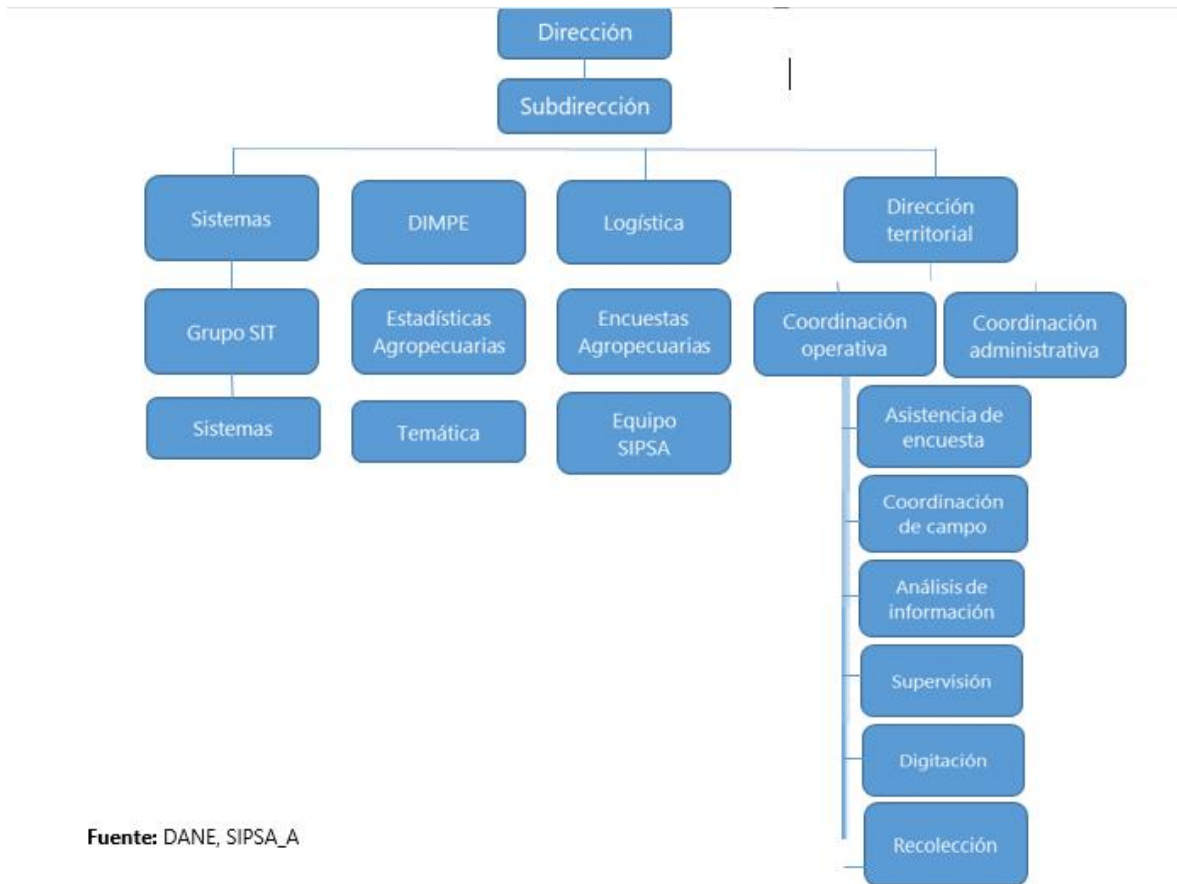 Dirección
Subdirección
Sistemas
DIMPE
Logística
Dirección
territorial
Grupo SIT
Estadísticas
Agropecuarias
Encuestas
Agropecuarias
Coordinación
operativa
Coordinación
administrativa
Sistemas
Temática
Equipo
SIPSA
Asistencia de
encuesta
Coordinación
de campo
Análisis de
información
Supervisión
Digitación
Recolección
Fuente: DANE, SIPSA_A